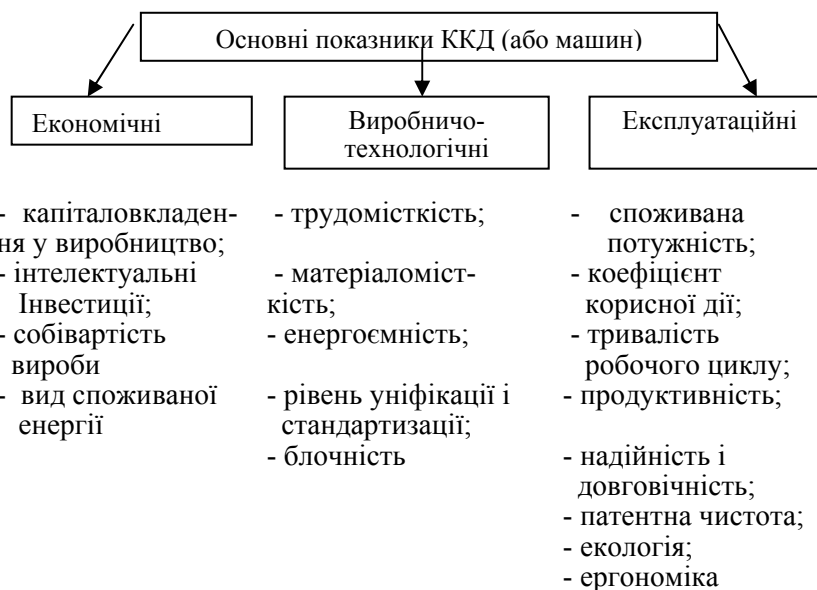 Основні показники ККД (або машин)
Економічні
Виробничо-
технологічні
Експлуатаційні
- капіталовкладен-
ня у виробництво;
- інтелектуальні
Інвестиції;
- собівартість
вироби
- вид споживаної
енергії
- трудомісткість;
- матеріаломіст-
кість;
- енергоємність;
- рівень уніфікації і
стандартизації;
- блочність
- споживана
потужність;
- коефіцієнт
корисної дії;
- тривалість
робочого циклу;
- продуктивність;
- надійність і
довговічність;
- патентна чистота;
- екологія;
- ергономіка